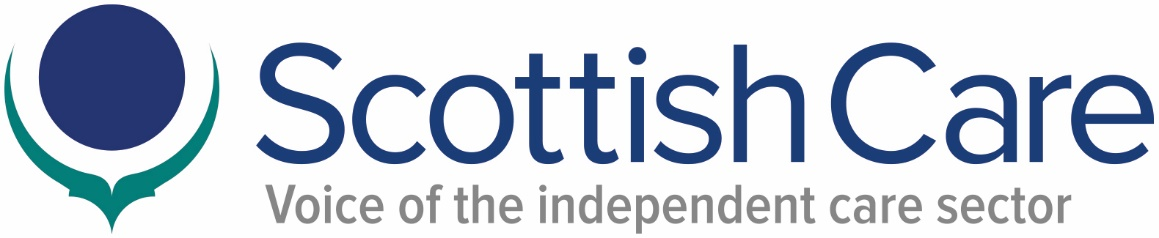 Scottish Care
Voice of the independent care sector